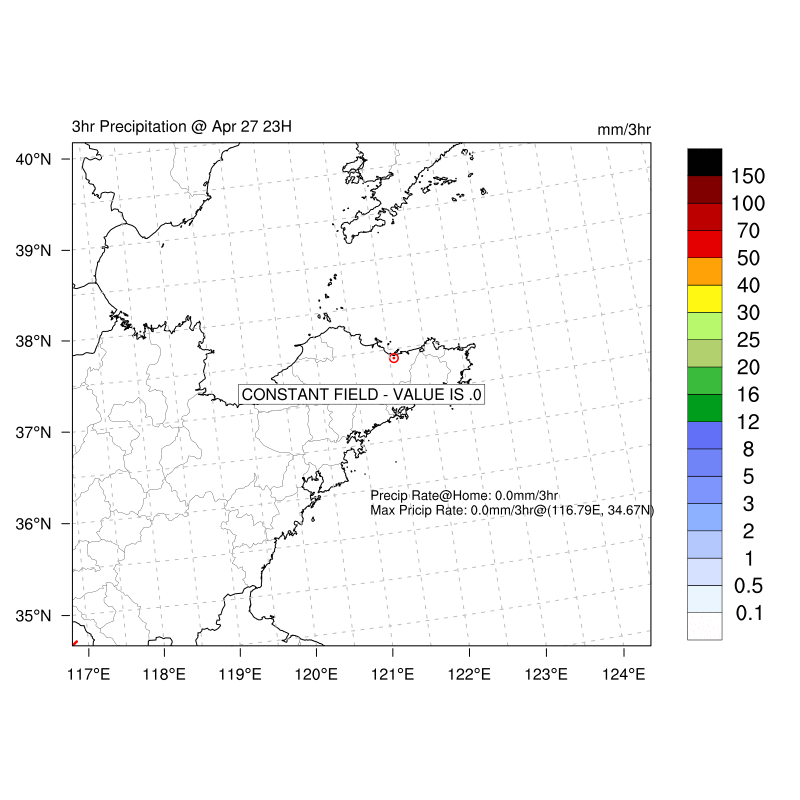 3hr Precipitation @ Apr 27 23H
mm/3hr
40°N
39°N
38°N
37°N
36°N
35°N
117°E
118°E
119°E
120°E
121°E
122°E
123°E
124°E
CONSTANT FIELD - VALUE IS .0
Precip Rate@Home: 0.0mm/3hr
Max Pricip Rate: 0.0mm/3hr@(116.79E, 34.67N)
150
100
70
50
40
30
25
20
16
12
8
5
3
2
1
0.5
0.1